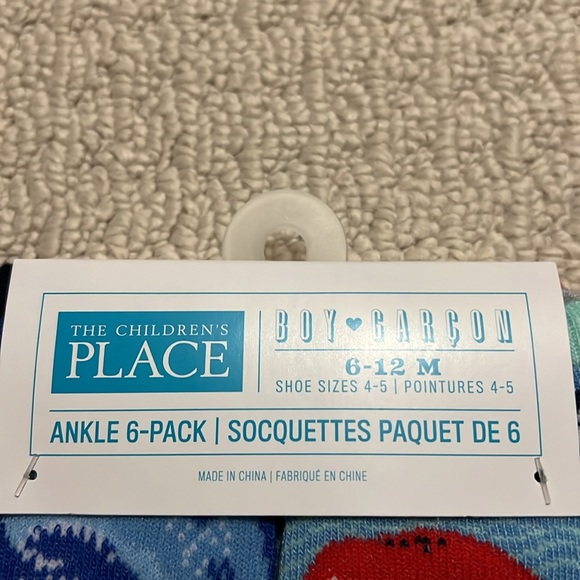 THE CHILDREN'S
PLACE
BOY ♥ GARÇON
6-12 M
SHOE SIZES 4-5 | POINTURES 4-5
ANKLE 6-PACK | SOCQUETTES PAQUET DE 6
MADE IN CHINA | FABRIQUÉ EN CHINE